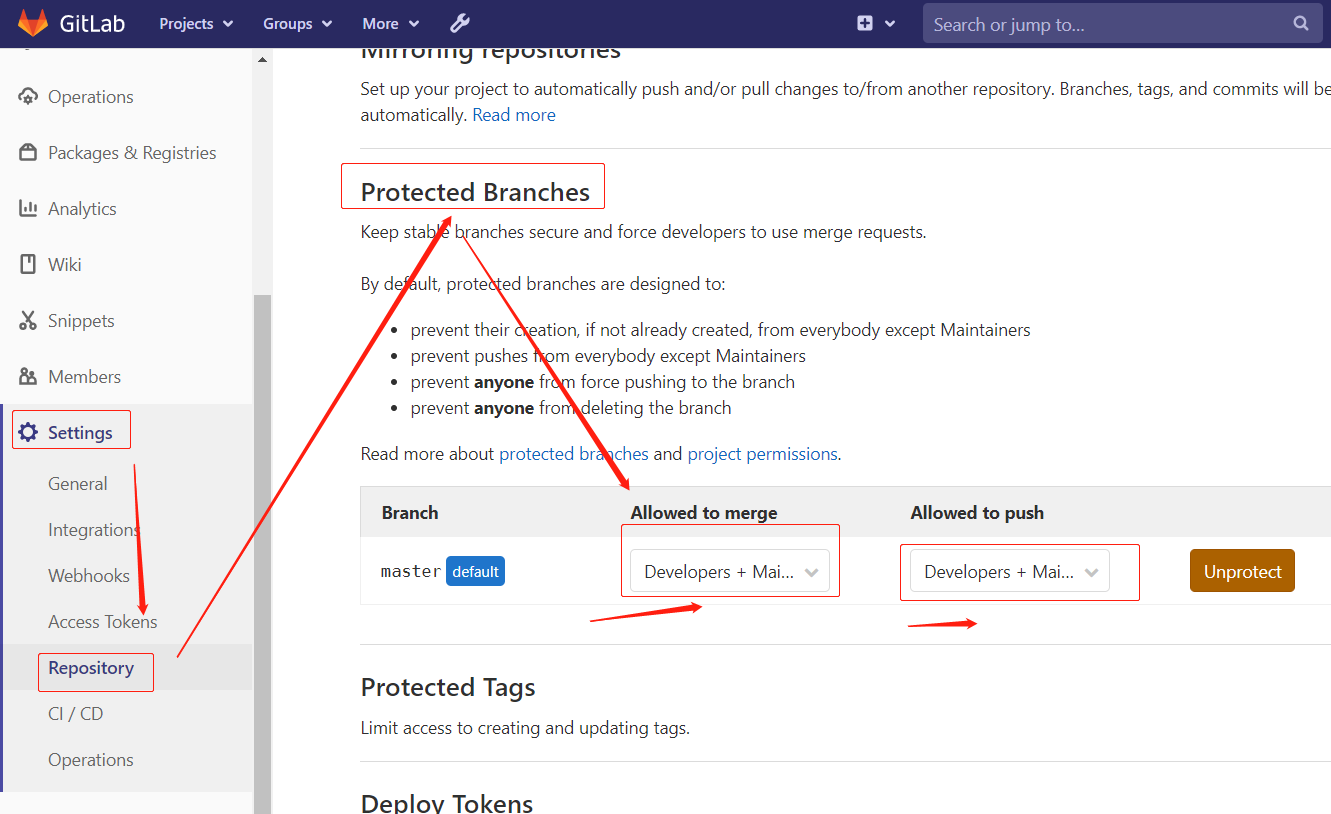 GitLab Projects Groups More Search or jump to...
Operations
Packages & Registries
Analytics
Wiki
Snippets
Members
Settings
General
Integrations
Webhooks
Access Tokens
Repository
CI / CD
Operations
Mirroring repositories
Set up your project to automatically push and/or pull changes to/from another repository. Branches, tags, and commits will be
automatically. Read more
Protected Branches
Keep stable branches secure and force developers to use merge requests.
By default, protected branches are designed to:
• prevent their creation, if not already created, from everybody except Maintainers
• prevent pushes from everybody except Maintainers
• prevent anyone from force pushing to the branch
• prevent anyone from deleting the branch
Read more about protected branches and project permissions.
Branch Allowed to merge Allowed to push
master default Developers + Mai... Developers + Mai... Unprotect
Protected Tags
Limit access to creating and updating tags.
Deploy Tokens